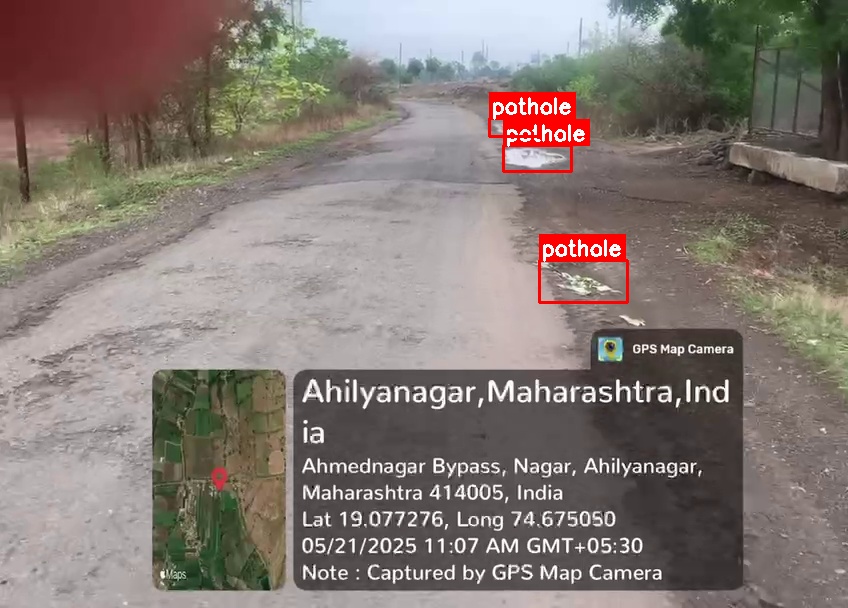 pothole
pothole
pothole
GPS Map Camera
Ahilyanagar,Maharashtra,Ind
ia
Ahmednagar Bypass, Nagar, Ahilyanagar,
Maharashtra 414005, India
Lat 19.077276, Long 74.675050
05/21/2025 11:07 AM GMT+05:30
Note : Captured by GPS Map Camera
Maps